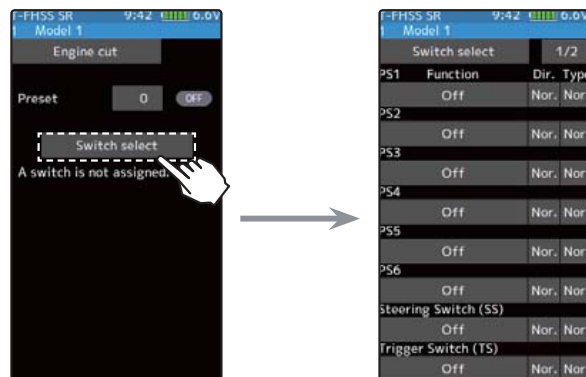 T-FHSS SR 9:42 6.6V
1 Model 1
Engine cut
Preset 0 OFF
Switch select
A switch is not assigned.
T-FHSS SR 9:42 6.6V
1 Model 1
Switch select 1/2
PS1 Function Dir. Type
Off Nor. Nor
PS2
Off Nor. Nor
PS3
Off Nor. Nor
PS4
Off Nor. Nor
PS5
Off Nor. Nor
PS6
Off Nor. Nor
Steering Switch (SS)
Off Nor. Nor
Trigger Switch (TS)
Off Nor. Nor